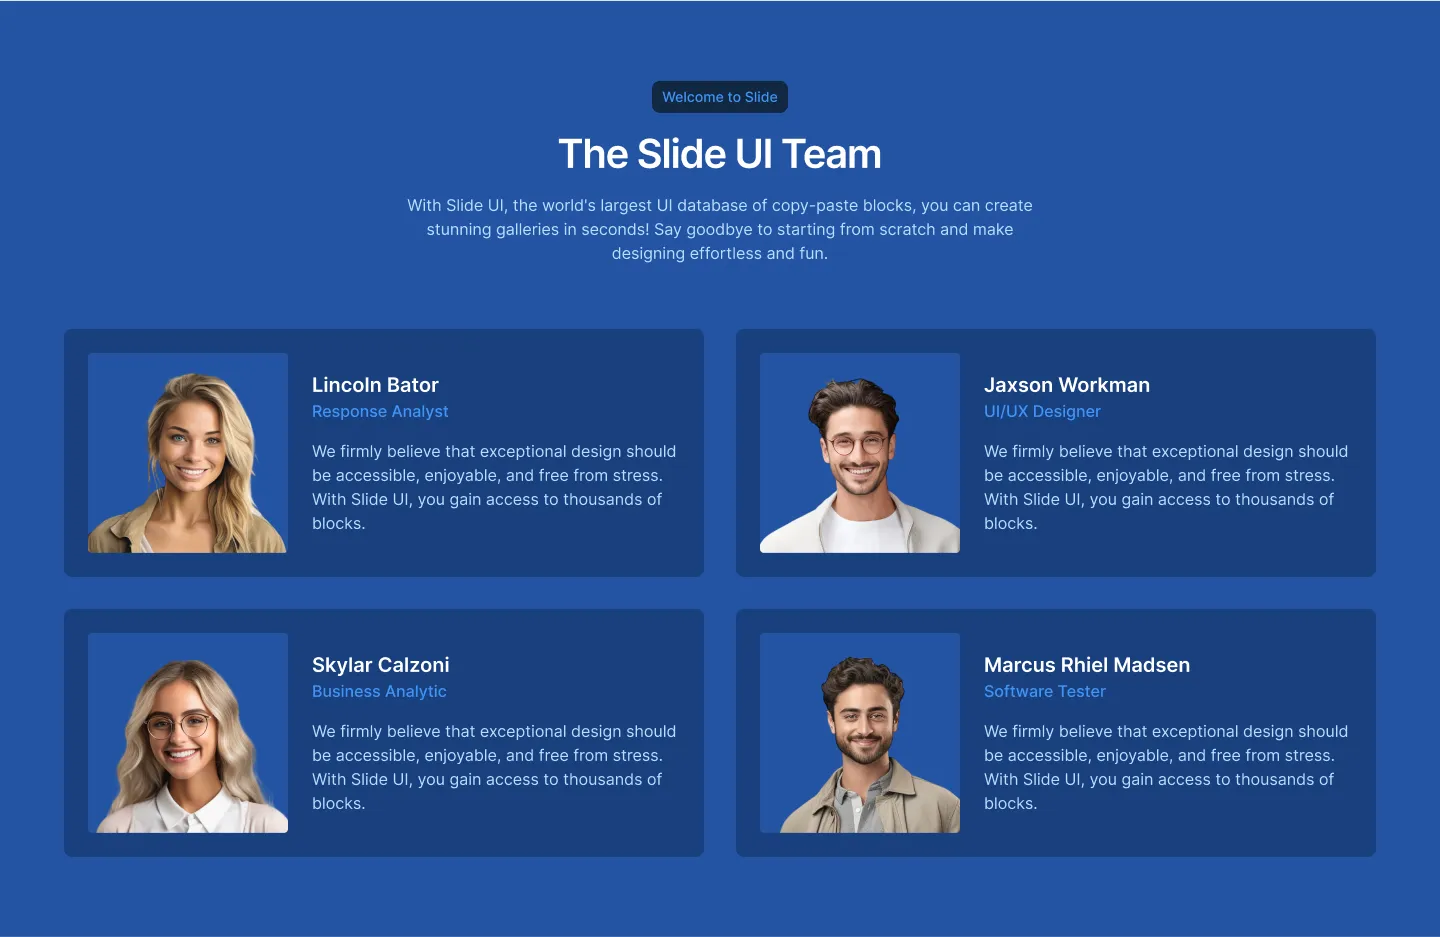 Welcome to Slide
The Slide UI Team
With Slide UI, the world's largest UI database of copy-paste blocks, you can create
stunning galleries in seconds! Say goodbye to starting from scratch and make
designing effortless and fun.
Lincoln Bator
Response Analyst
We firmly believe that exceptional design should
be accessible, enjoyable, and free from stress.
With Slide UI, you gain access to thousands of
blocks.
Jaxson Workman
UI/UX Designer
We firmly believe that exceptional design should
be accessible, enjoyable, and free from stress.
With Slide UI, you gain access to thousands of
blocks.
Skylar Calzoni
Business Analytic
We firmly believe that exceptional design should
be accessible, enjoyable, and free from stress.
With Slide UI, you gain access to thousands of
blocks.
Marcus Rhiel Madsen
Software Tester
We firmly believe that exceptional design should
be accessible, enjoyable, and free from stress.
With Slide UI, you gain access to thousands of
blocks.